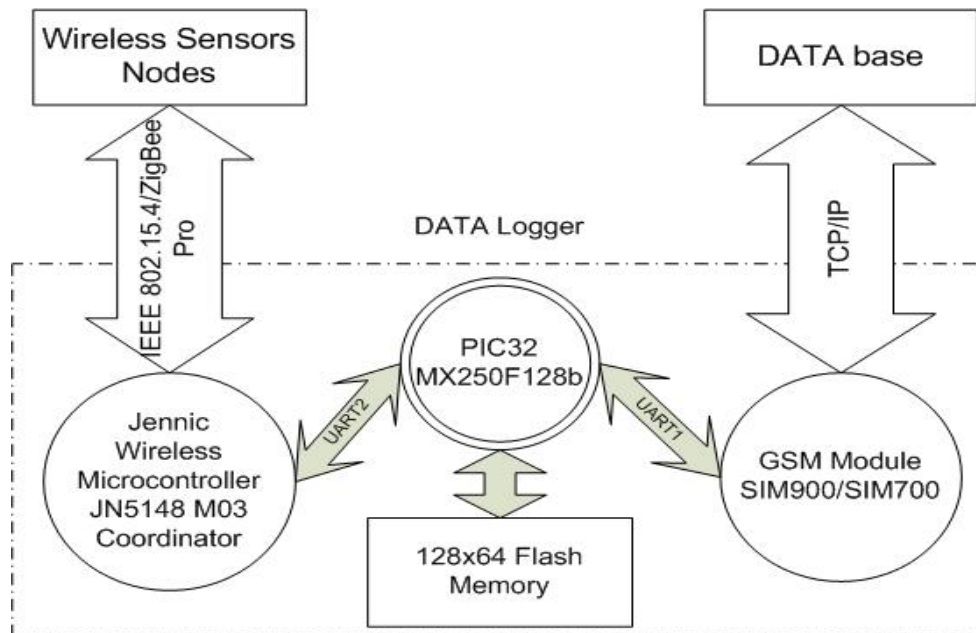 Wireless Sensors
Nodes
DATA base
IEEE 802.15.4/ZigBee
Pro
TCP/IP
DATA Logger
PIC32
MX250F128b
UART2
UART1
Jennic
Wireless
Microcontroller
JN5148 M03
Coordinator
GSM Module
SIM900/SIM700
128x64 Flash
Memory